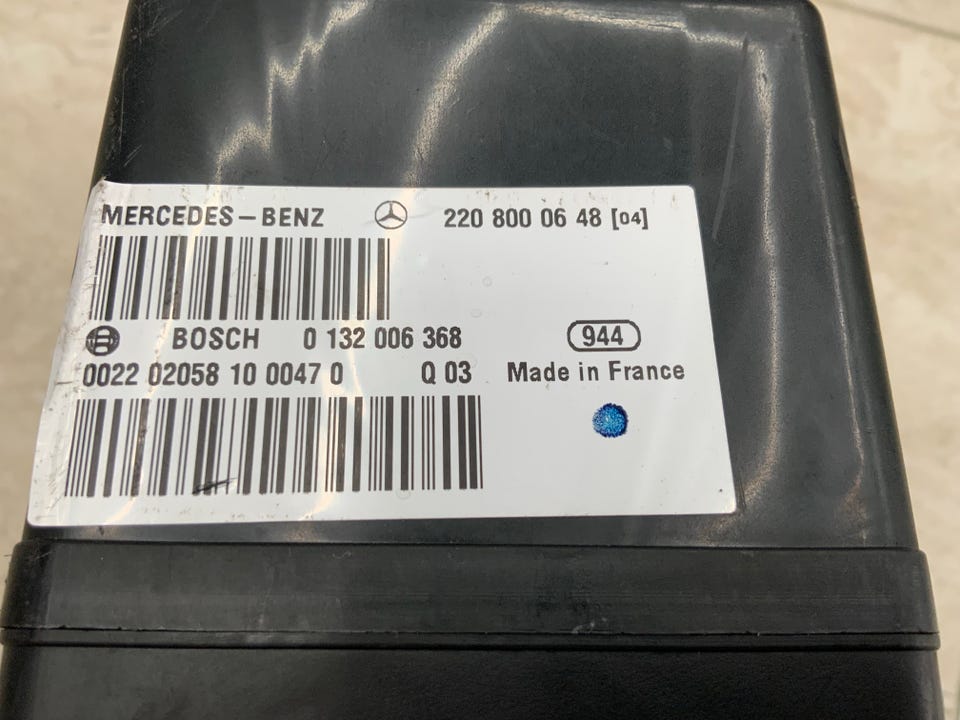 MERCEDES-BENZ 220 800 06 48 [04]
BOSCH 0 132 006 368 944
0022 02058 10 0047 0 Q 03 Made in France